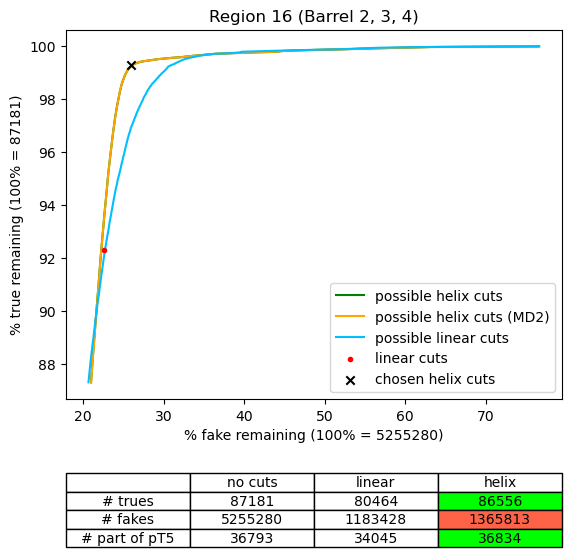 Region 16 (Barrel 2, 3, 4)
100
98
96
94
92
90
88
% true remaining (100% = 87181)
possible helix cuts
possible helix cuts (MD2)
possible linear cuts
linear cuts
chosen helix cuts
20 30 40 50 60 70
% fake remaining (100% = 5255280)
no cuts linear helix
# trues 87181 80464 86556
# fakes 5255280 1183428 1365813
# part of pT5 36793 34045 36834